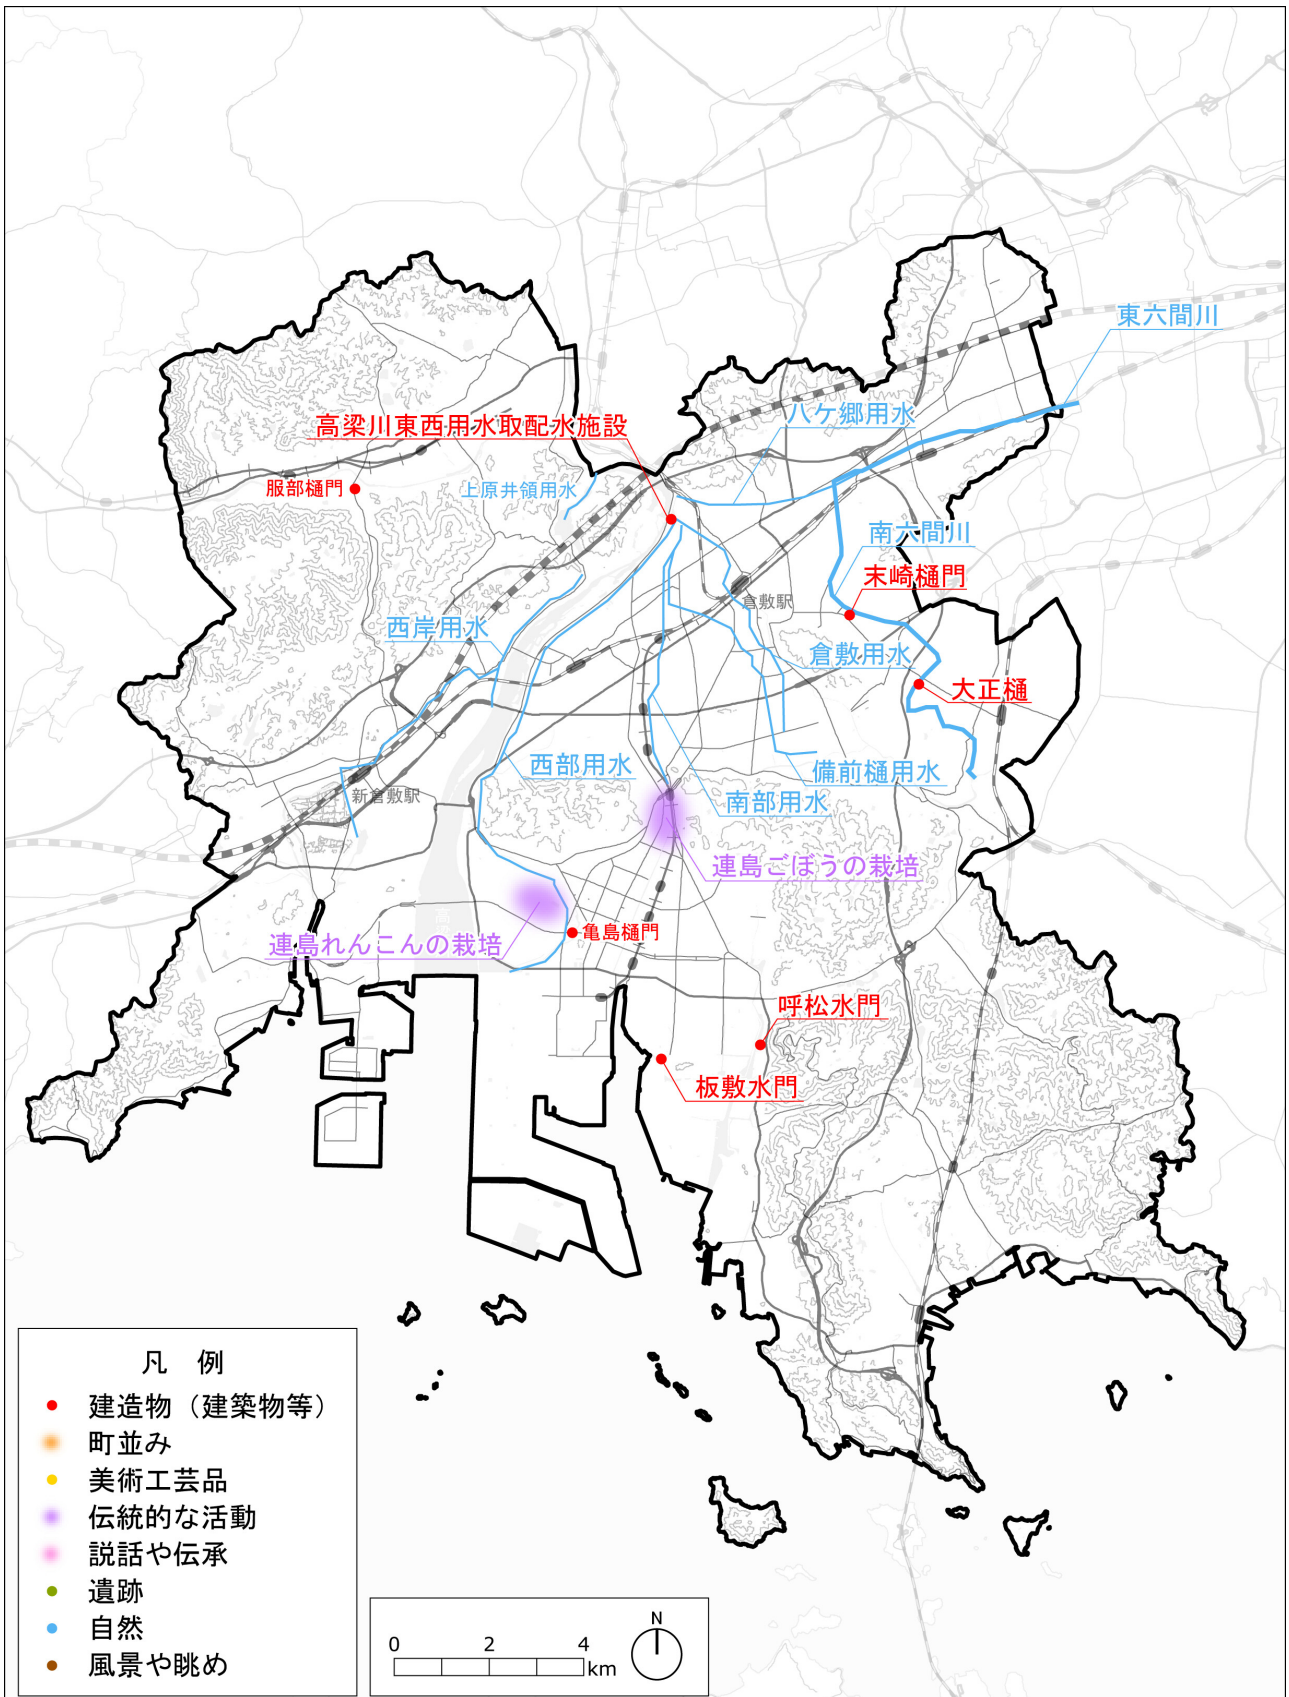 東六間川
八ケ郷用水
高梁川東西用水取配水施設
服部樋門
上原井領用水
南六間川
末崎樋門
倉敷駅
西岸用水
倉敷用水
大正樋
西部用水
備前樋用水
新倉敷駅
南部用水
連島ごぼうの栽培
高
亀島樋門
連島れんこんの栽培
呼松水門
板敷水門
凡 例
建造物（建築物等）
町並み
美術工芸品
伝統的な活動
説話や伝承
遺跡
自然
風景や眺め
0 2 4
km
N